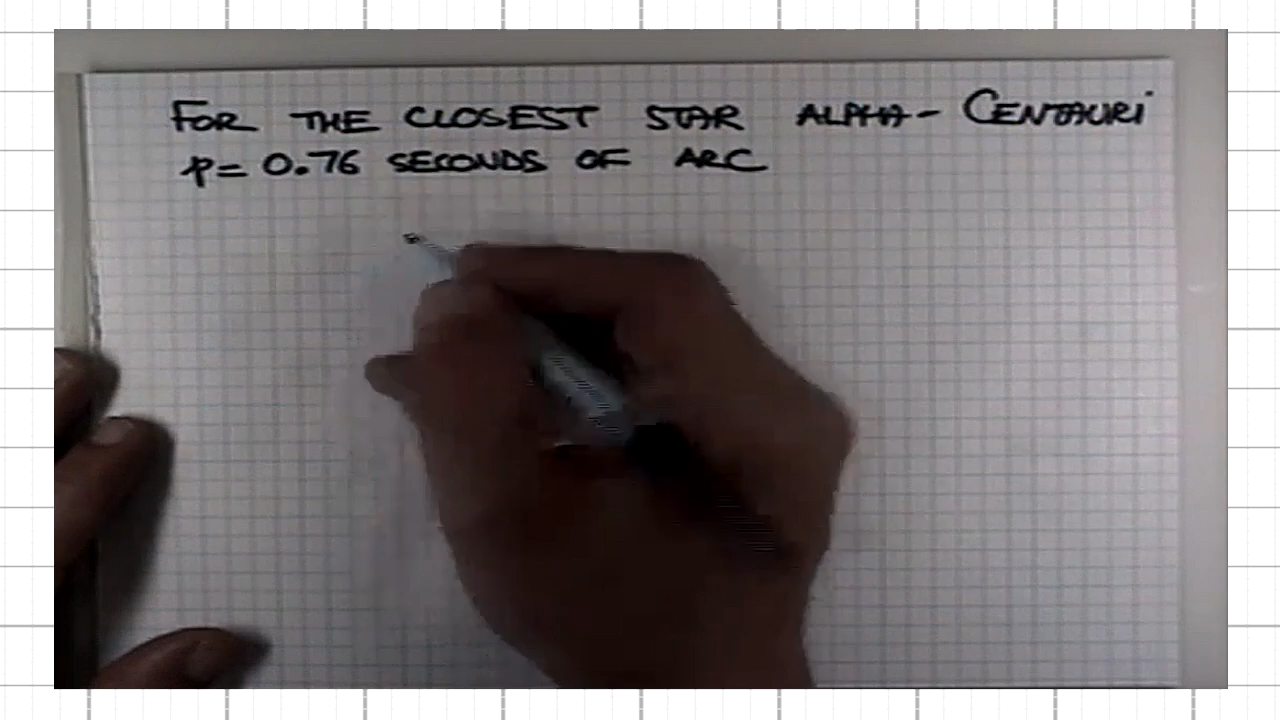 FOR THE CLOSEST STAR ALPHA- CENTAURI
p= 0.76 SECONDS OF ARC